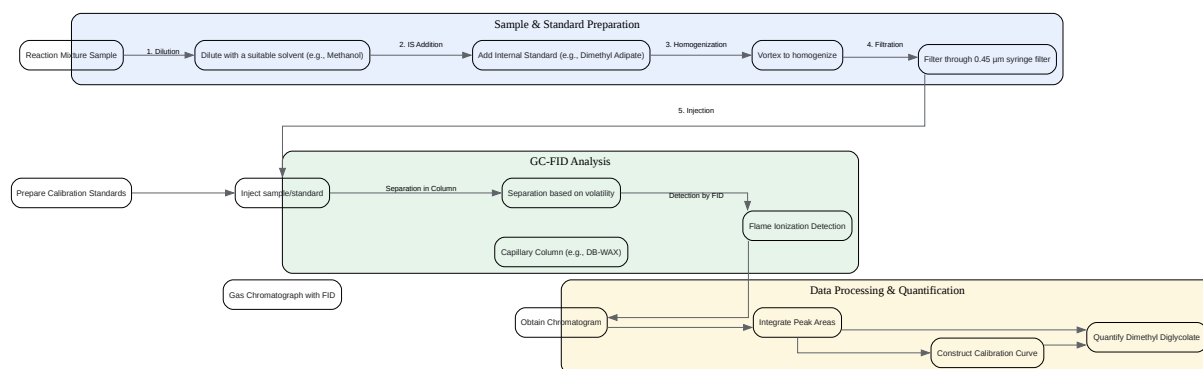 Sample & Standard Preparation
Reaction Mixture Sample
1. Dilution
Dilute with a suitable solvent (e.g., Methanol)
2. IS Addition
Add Internal Standard (e.g., Dimethyl Adipate)
3. Homogenization
Vortex to homogenize
4. Filtration
Filter through 0.45 µm syringe filter
5. Injection
GC-FID Analysis
Prepare Calibration Standards
Inject sample/standard
Separation in Column
Separation based on volatility
Detection by FID
Flame Ionization Detection
Capillary Column (e.g., DB-WAX)
Gas Chromatograph with FID
Data Processing & Quantification
Obtain Chromatogram
Integrate Peak Areas
Construct Calibration Curve
Quantify Dimethyl Diglycolate